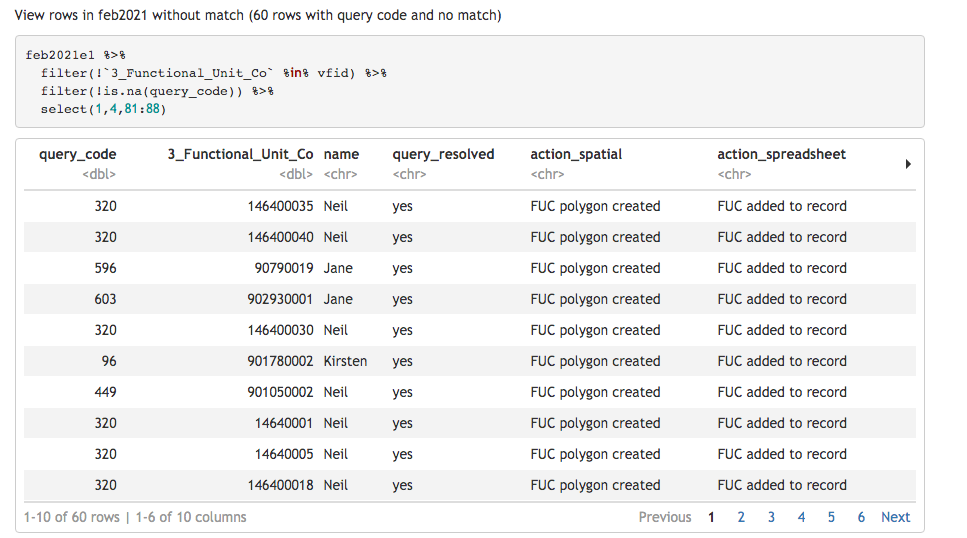 View rows in feb2021 without match (60 rows with query code and no match)
feb2021el %>%
filter(!`3_Functional_Unit_Co` %in% vfid) %>%
filter(!is.na(query_code)) %>%
select(1,4,81:88)
query_code 3_Functional_Unit_Co name query_resolved action_spatial action_spreadsheet
<dbl> <dbl> <chr> <chr> <chr> <chr>
320 146400035 Neil yes FUC polygon created FUC added to record
320 146400040 Neil yes FUC polygon created FUC added to record
596 90790019 Jane yes FUC polygon created FUC added to record
603 902930001 Jane yes FUC polygon created FUC added to record
320 146400030 Neil yes FUC polygon created FUC added to record
96 901780002 Kirsten yes FUC polygon created FUC added to record
449 901050002 Neil yes FUC polygon created FUC added to record
320 14640001 Neil yes FUC polygon created FUC added to record
320 14640005 Neil yes FUC polygon created FUC added to record
320 146400018 Neil yes FUC polygon created FUC added to record
1-10 of 60 rows | 1-6 of 10 columns Previous 1 2 3 4 5 6 Next